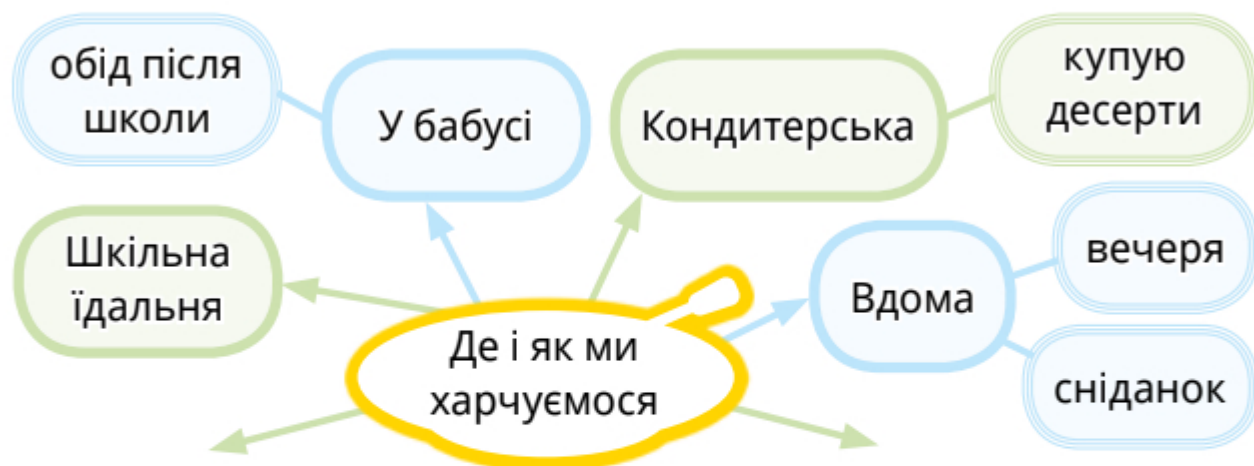 обід після
школи
У бабусі
Кондитерська
купую
десерти
Шкільна
їдальня
Де і як ми
харчуємося
Вдома
вечеря
сніданок